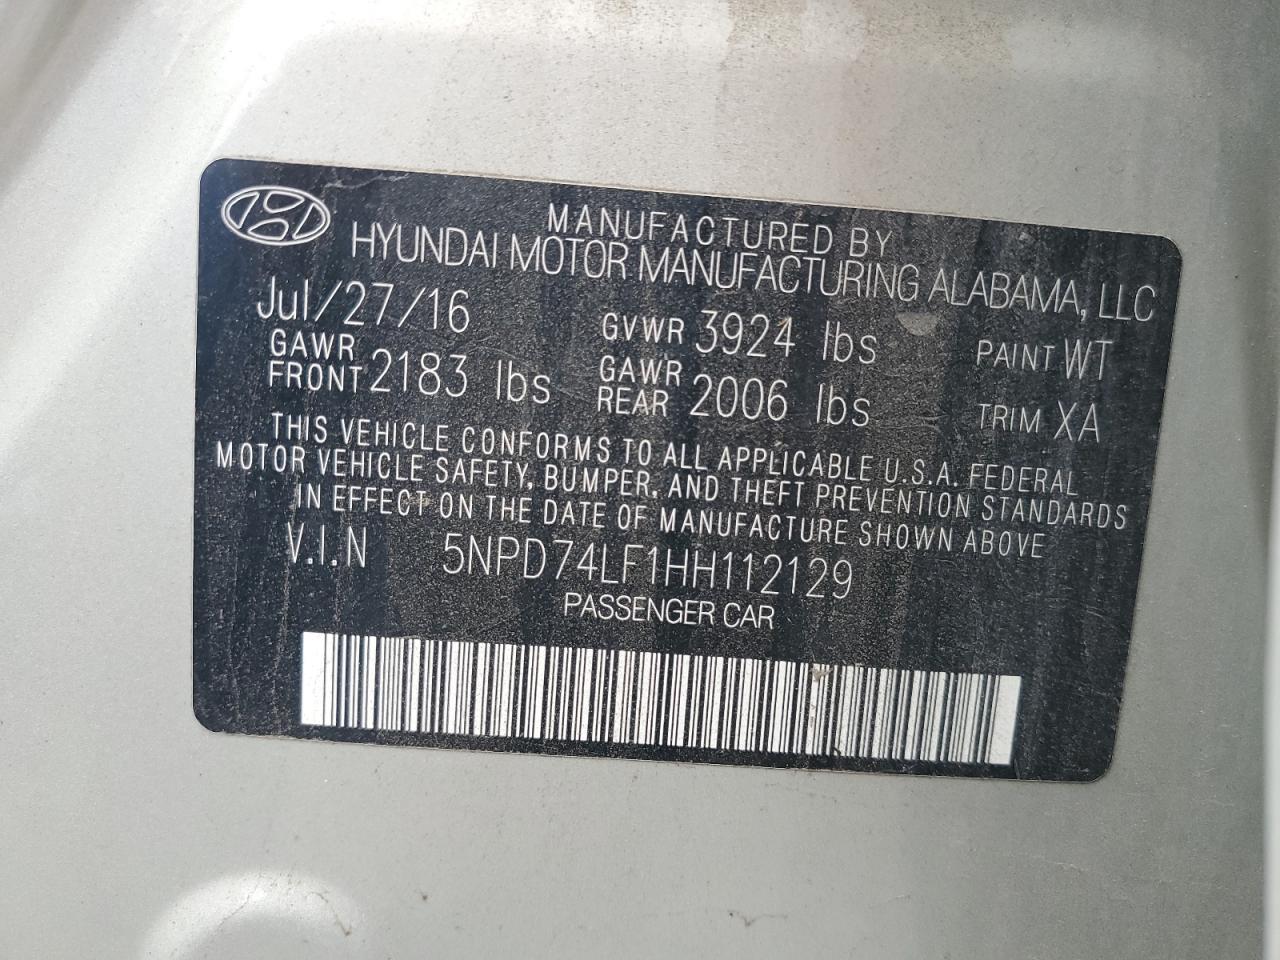 MANUFACTURED BY
HYUNDAI MOTOR MANUFACTURING ALABAMA, LLC
Jul/27/16 GVWR 3924 lbs PAINT WT
GAWR FRONT 2183 lbs GAWR REAR 2006 lbs TRIM XA
THIS VEHICLE CONFORMS TO ALL APPLICABLE U.S.A. FEDERAL
MOTOR VEHICLE SAFETY, BUMPER, AND THEFT PREVENTION STANDARDS
IN EFFECT ON THE DATE OF MANUFACTURE SHOWN ABOVE
V.I.N 5NPD74LF1HH112129
PASSENGER CAR